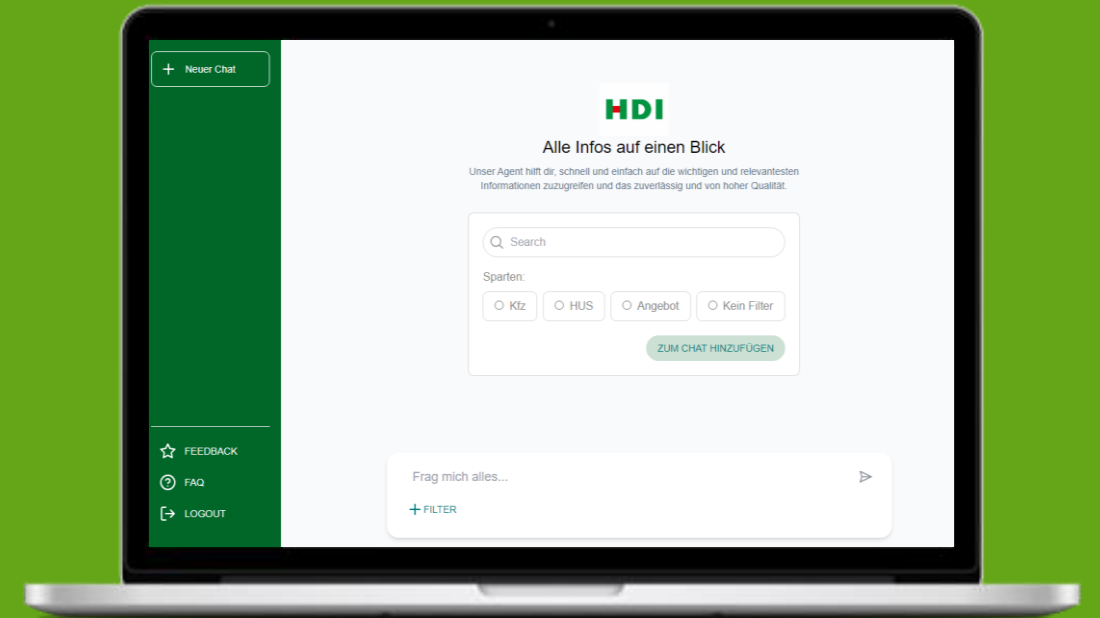 Neuer Chat
HDI
Alle Infos auf einen Blick
Unser Agent hilft dir, schnell und einfach auf die wichtigen und relevantesten
Informationen zuzugreifen und das zuverlässig und von hoher Qualität.
Search
Sparten:
Kfz HUS Angebot Kein Filter
ZUM CHAT HINZUFÜGEN
Frag mich alles...
FILTER
FEEDBACK
FAQ
LOGOUT